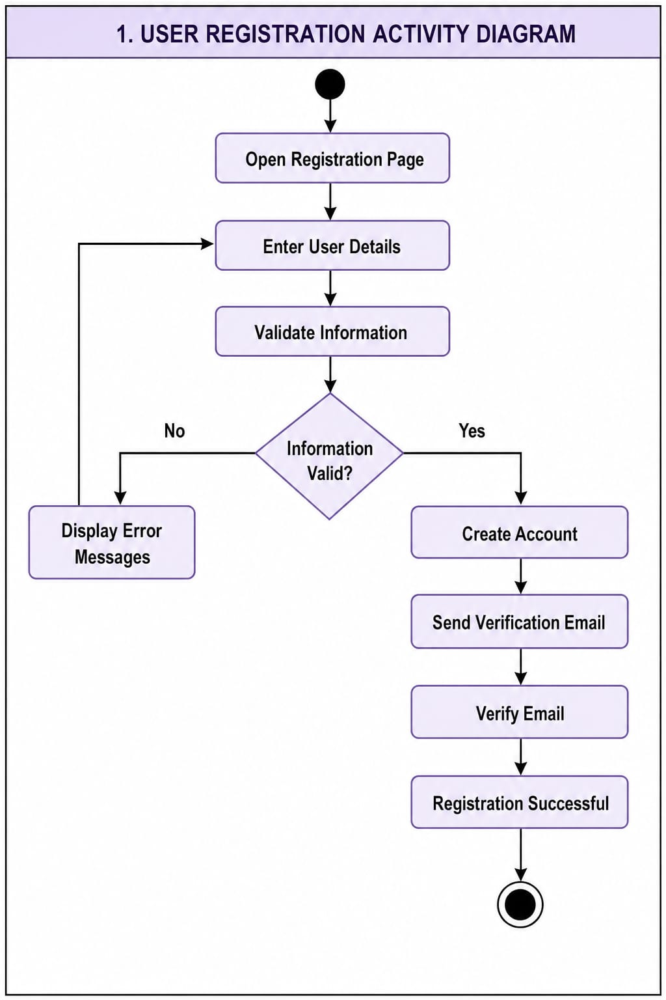 1. USER REGISTRATION ACTIVITY DIAGRAM
Open Registration Page
Enter User Details
Validate Information
Information
Valid?
No
Yes
Display Error
Messages
Create Account
Send Verification Email
Verify Email
Registration Successful